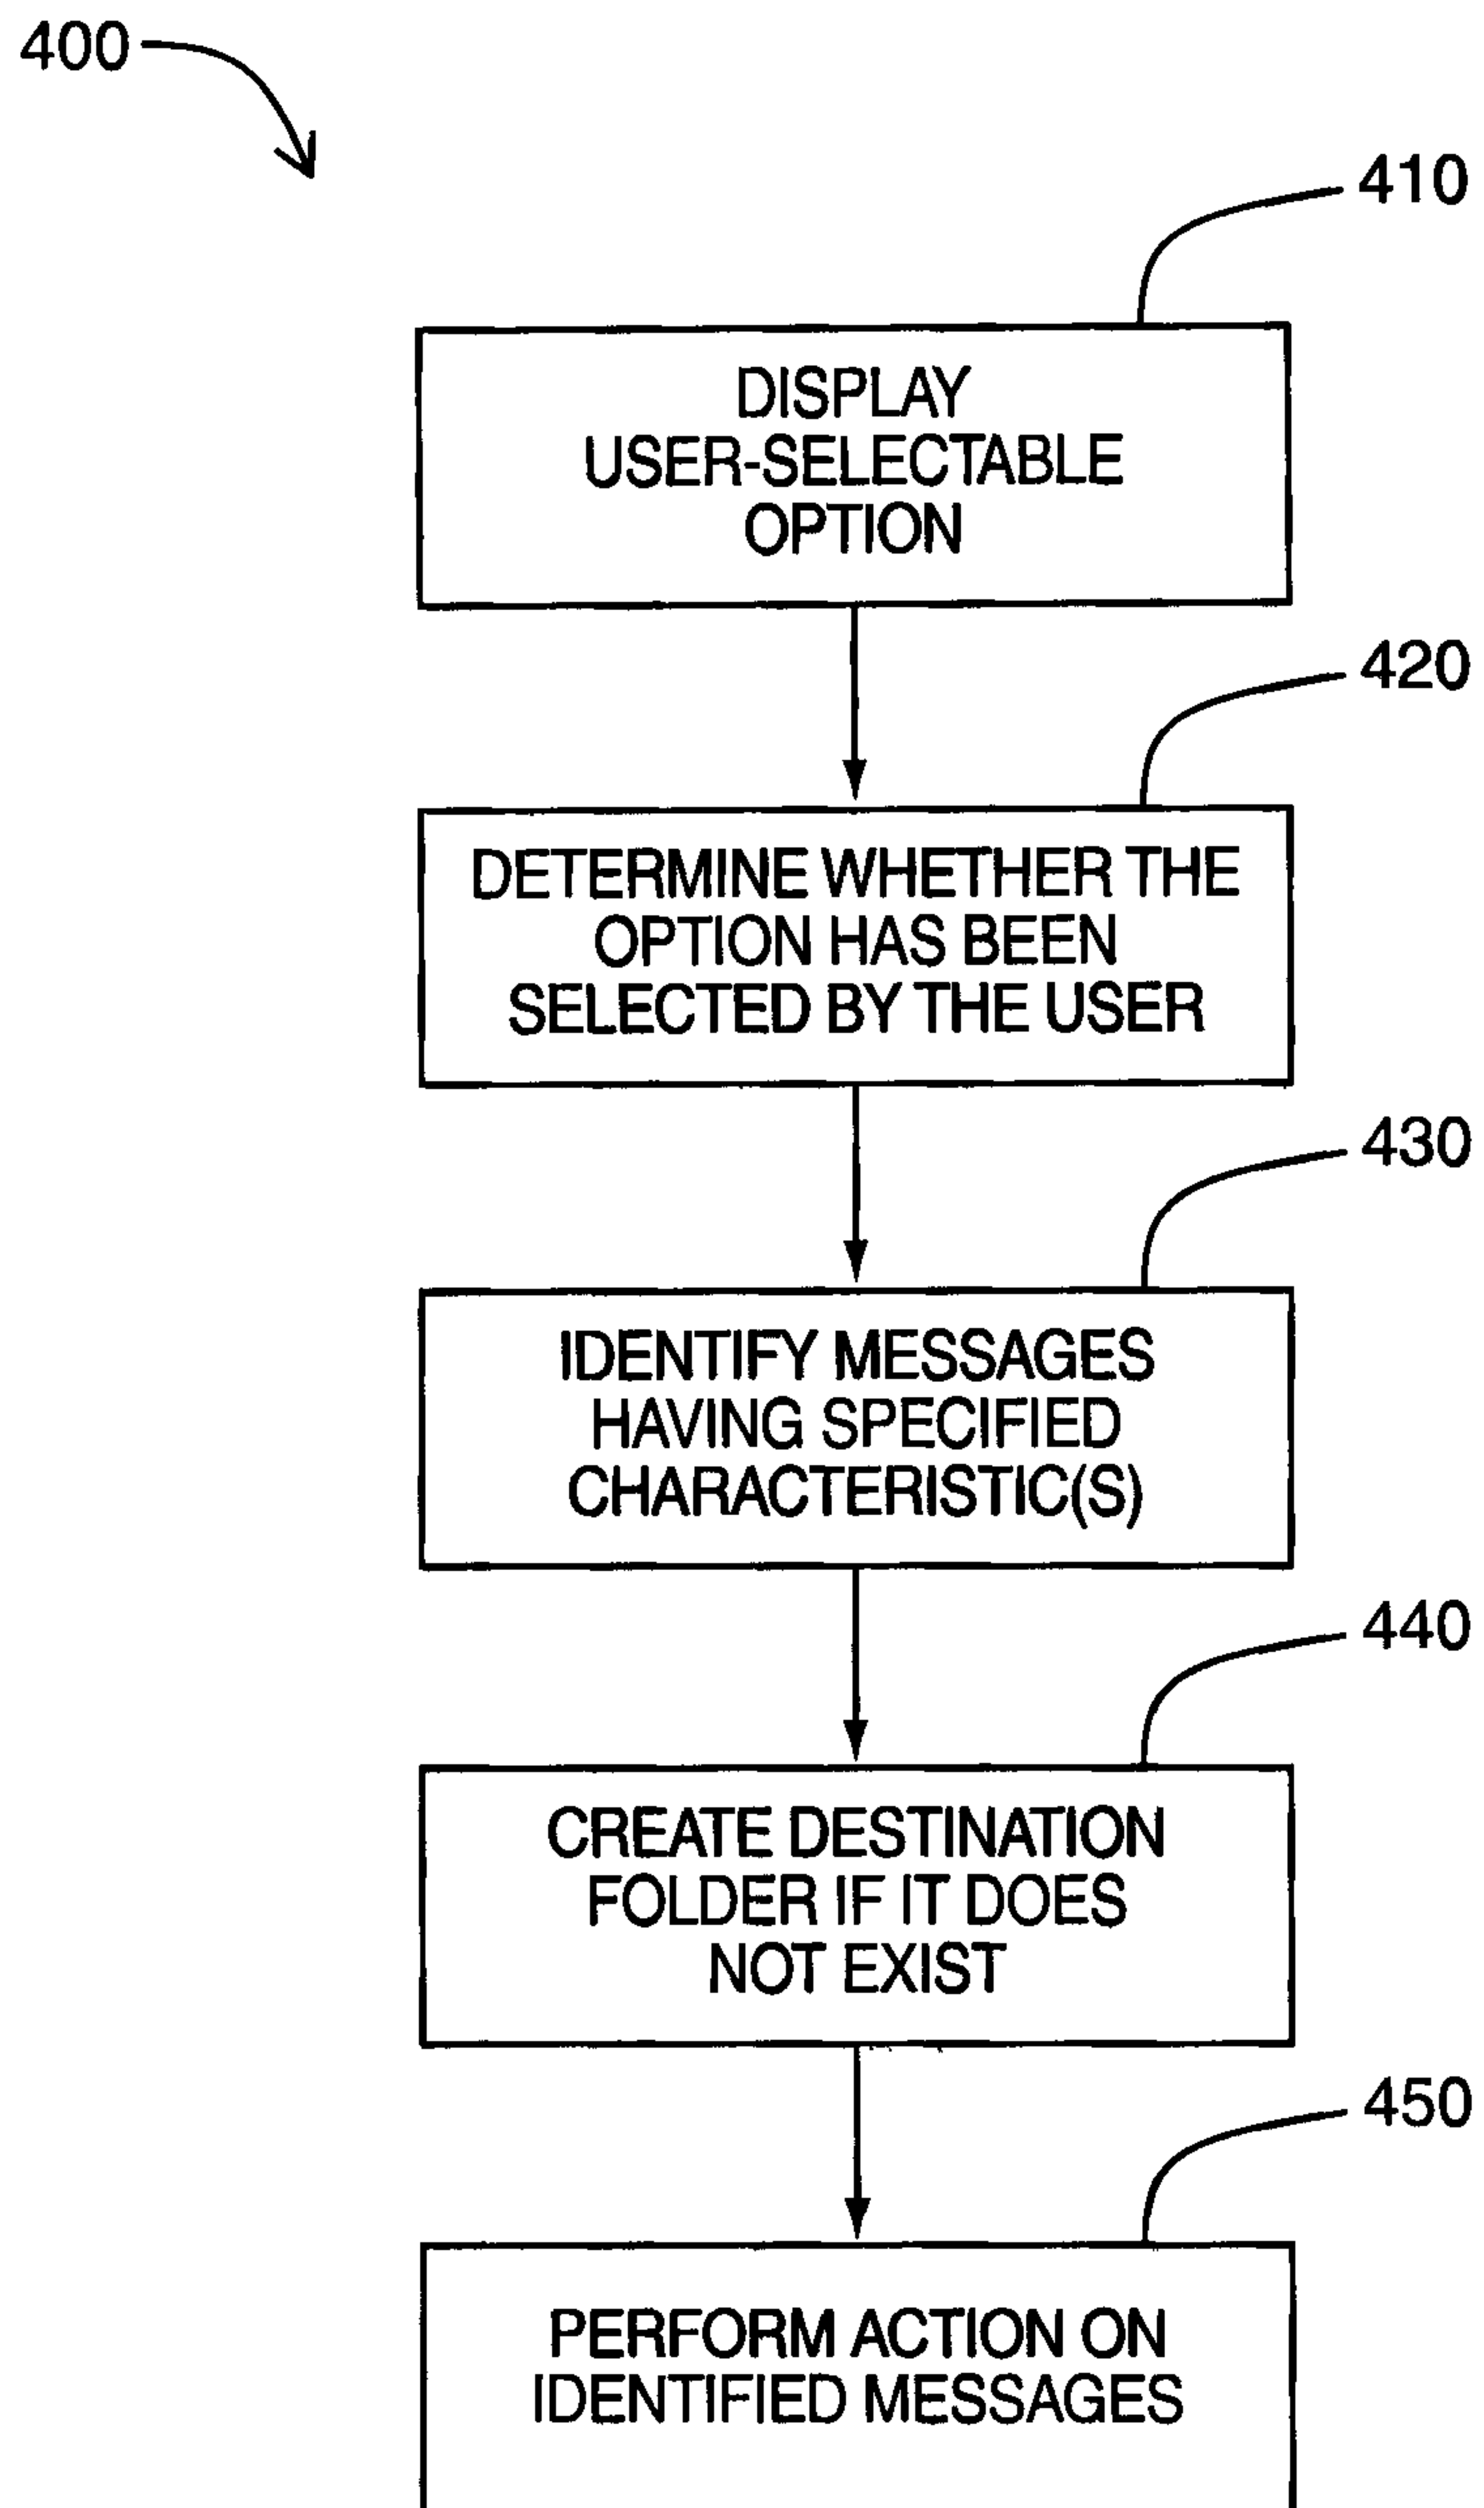 400
410
DISPLAY
USER-SELECTABLE
OPTION
420
DETERMINE WHETHER THE
OPTION HAS BEEN
SELECTED BY THE USER
430
IDENTIFY MESSAGES
HAVING SPECIFIED
CHARACTERISTIC(S)
440
CREATE DESTINATION
FOLDER IF IT DOES
NOT EXIST
450
PERFORM ACTION ON
IDENTIFIED MESSAGES